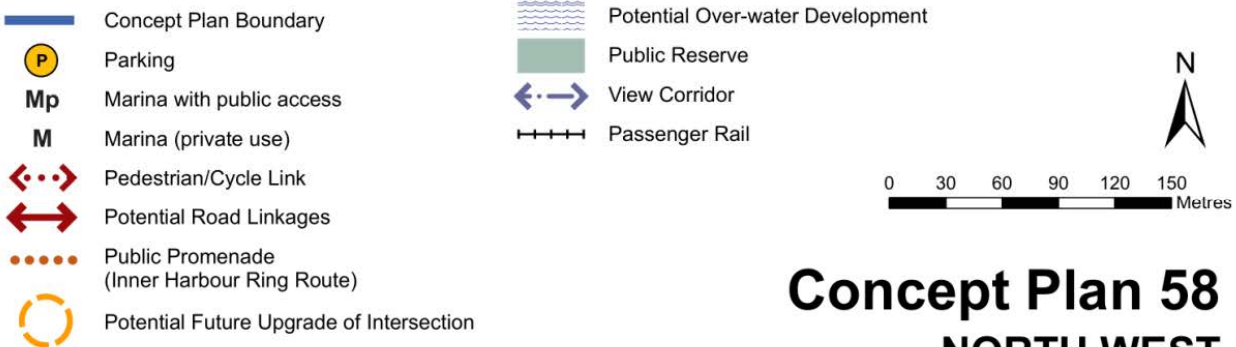 Concept Plan Boundary
P
Parking
Mp
Marina with public access
M
Marina (private use)
Pedestrian/Cycle Link
Potential Road Linkages
Public Promenade
(Inner Harbour Ring Route)
Potential Future Upgrade of Intersection
Potential Over-water Development
Public Reserve
View Corridor
Passenger Rail
N
0 30 60 90 120 150
Metres
Concept Plan 58
NORTH WEST